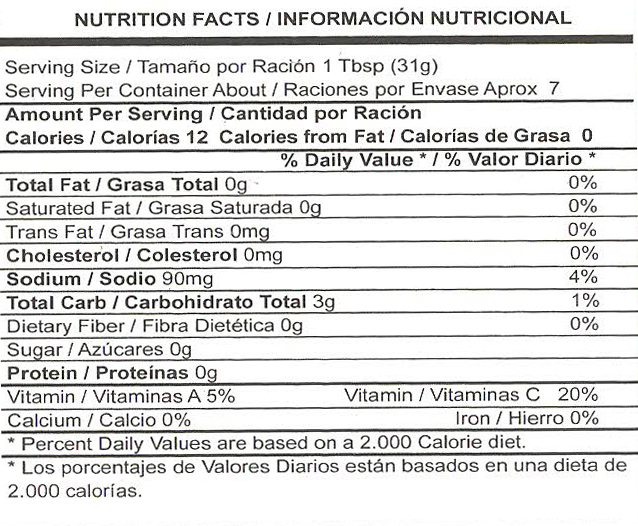 NUTRITION FACTS / INFORMACIÓN NUTRICIONAL
Serving Size / Tamaño por Ración 1 Tbsp (31g)
Serving Per Container About / Raciones por Envase Aprox 7
Amount Per Serving / Cantidad por Ración
Calories / Calorías 12 Calories from Fat / Calorías de Grasa 0
% Daily Value * / % Valor Diario *
Total Fat / Grasa Total 0g 0%
Saturated Fat / Grasa Saturada 0g 0%
Trans Fat / Grasa Trans 0mg 0%
Cholesterol / Colesterol 0mg 0%
Sodium / Sodio 90mg 4%
Total Carb / Carbohidrato Total 3g 1%
Dietary Fiber / Fibra Dietética 0g 0%
Sugar / Azúcares 0g
Protein / Proteínas 0g
Vitamin / Vitaminas A 5% Vitamin / Vitaminas C 20%
Calcium / Calcio 0% Iron / Hierro 0%
* Percent Daily Values are based on a 2.000 Calorie diet.
* Los porcentajes de Valores Diarios están basados en una dieta de
2.000 calorías.